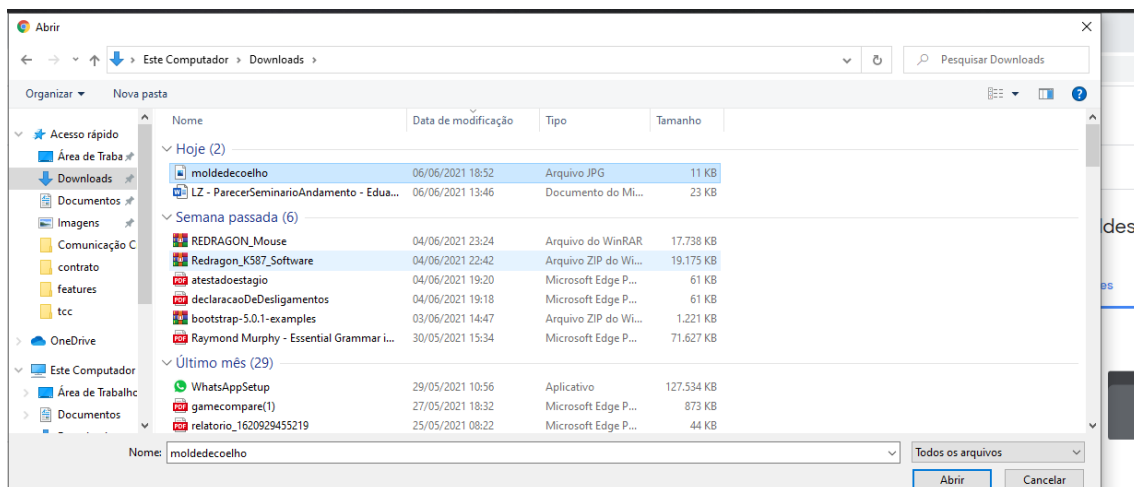 Abrir
Este Computador > Downloads >
Pesquisar Downloads
Organizar
Nova pasta
Nome Data de modificação Tipo Tamanho
Acesso rápido
Área de Traba
Downloads
Documentos
Imagens
Comunicação C
contrato
features
tcc
OneDrive
Este Computador
Área de Trabalho
Documentos
Hoje (2)
moldedecoelho 06/06/2021 18:52 Arquivo JPG 11 KB
LZ - ParecerSeminarioAndamento - Edua... 06/06/2021 13:46 Documento do Mi... 23 KB
Semana passada (6)
REDRAGON_Mouse 04/06/2021 23:24 Arquivo do WinRAR 17.738 KB
Redragon_K587_Software 04/06/2021 22:42 Arquivo ZIP do Wi... 19.175 KB
atestadoestagio 04/06/2021 19:20 Microsoft Edge P... 61 KB
declaracaoDeDesligamentos 04/06/2021 19:18 Microsoft Edge P... 61 KB
bootstrap-5.0.1-examples 03/06/2021 14:47 Arquivo ZIP do Wi... 1.221 KB
Raymond Murphy - Essential Grammar i... 30/05/2021 15:34 Microsoft Edge P... 71.627 KB
Último mês (29)
WhatsAppSetup 29/05/2021 10:56 Aplicativo 127.534 KB
gamecompare(1) 27/05/2021 18:32 Microsoft Edge P... 873 KB
relatorio_1620929455219 25/05/2021 08:22 Microsoft Edge P... 44 KB
Nome: moldedecoelho
Todos os arquivos
Abrir Cancelar
ldes
es